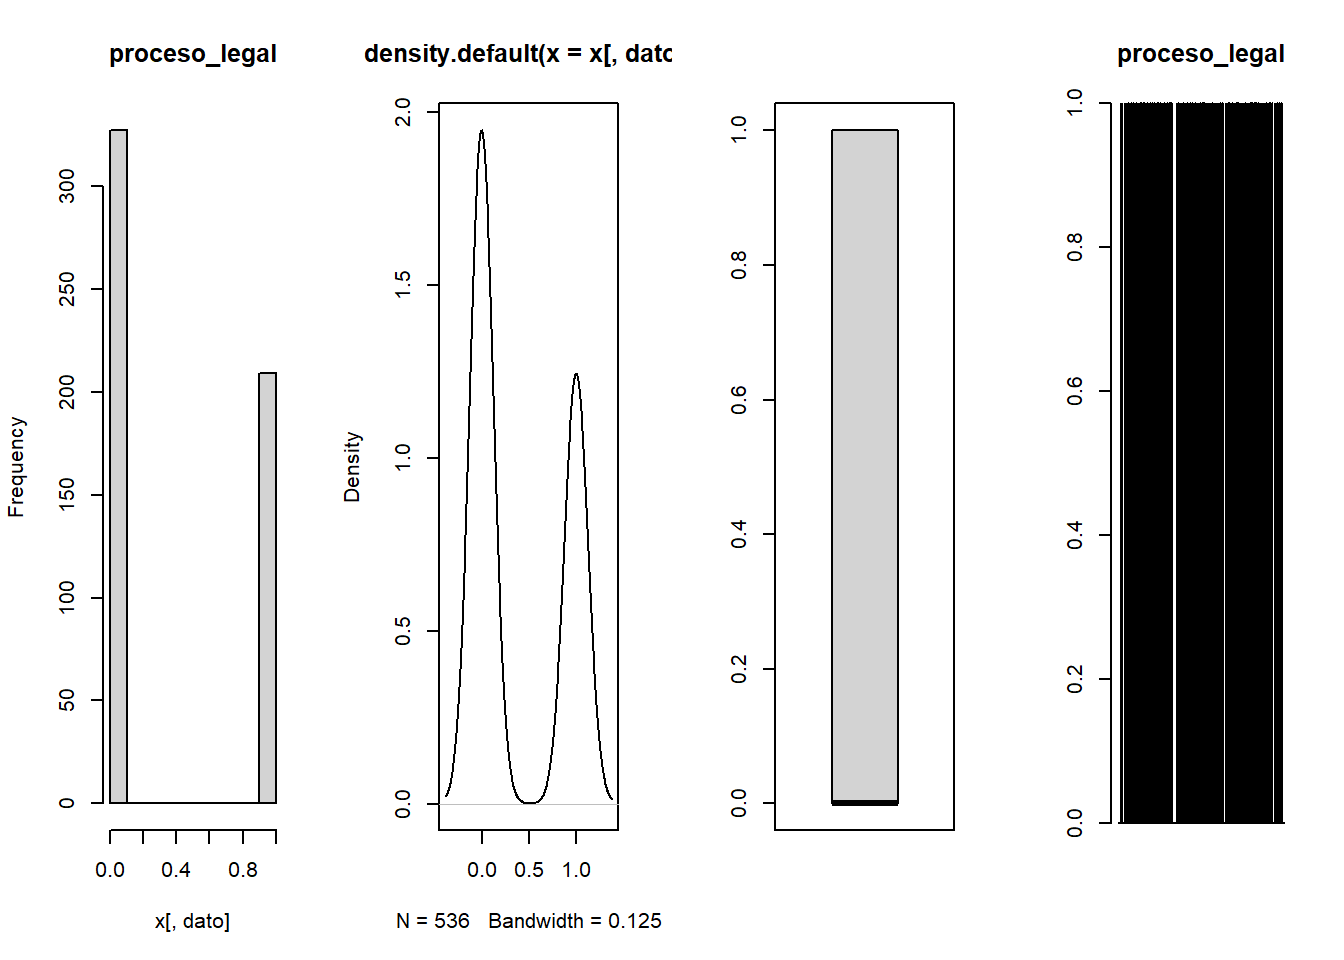 proceso_legal
Frequency
0
50
100
150
200
250
300
0.0 0.4 0.8
x[, dato]
density.default(x = x[, dato
Density
0.0
0.5
1.0
1.5
2.0
0.0 0.5 1.0
N = 536 Bandwidth = 0.125
0.0
0.2
0.4
0.6
0.8
1.0
proceso_legal
0.0
0.2
0.4
0.6
0.8
1.0